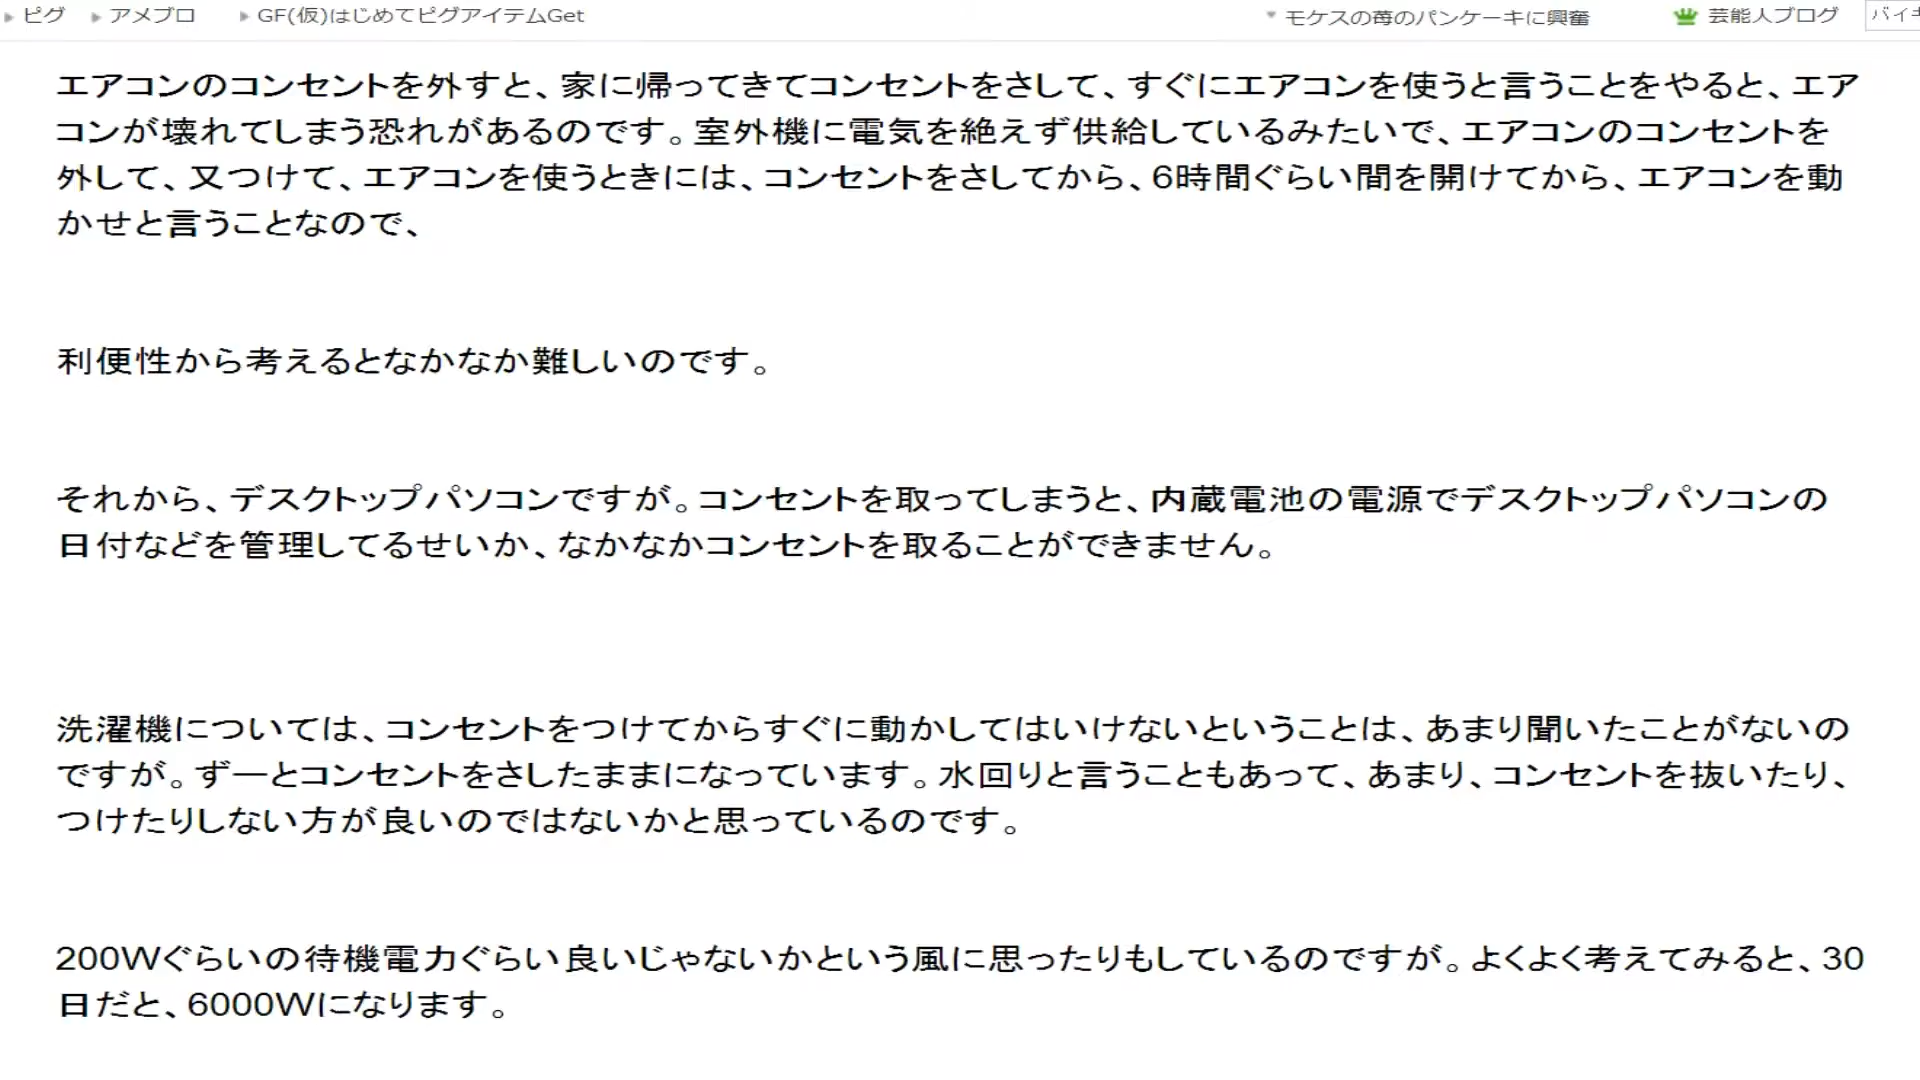 ピグ アメブロ GF(仮)はじめてピグアイテムGet モケスの苺のパンケーキに興奮 芸能人ブログ バイキ
エアコンのコンセントを外すと、家に帰ってきてコンセントをさして、すぐにエアコンを使うと言うことをやると、エア
コンが壊れてしまう恐れがあるのです。室外機に電気を絶えず供給しているみたいで、エアコンのコンセントを
外して、又つけて、エアコンを使うときには、コンセントをさしてから、6時間ぐらい間を開けてから、エアコンを動
かせと言うことなので、
利便性から考えるとなかなか難しいのです。
それから、デスクトップパソコンですが。コンセントを取ってしまうと、内蔵電池の電源でデスクトップパソコンの
日付などを管理してるせいか、なかなかコンセントを取ることができません。
洗濯機については、コンセントをつけてからすぐに動かしてはいけないということは、あまり聞いたことがないの
ですが。ず―とコンセントをさしたままになっています。水回りと言うこともあって、あまり、コンセントを抜いたり、
つけたりしない方が良いのではないかと思っているのです。
200Wぐらいの待機電力ぐらい良いじゃないかという風に思ったりもしているのですが。よくよく考えてみると、30
日だと、6000Wになります。